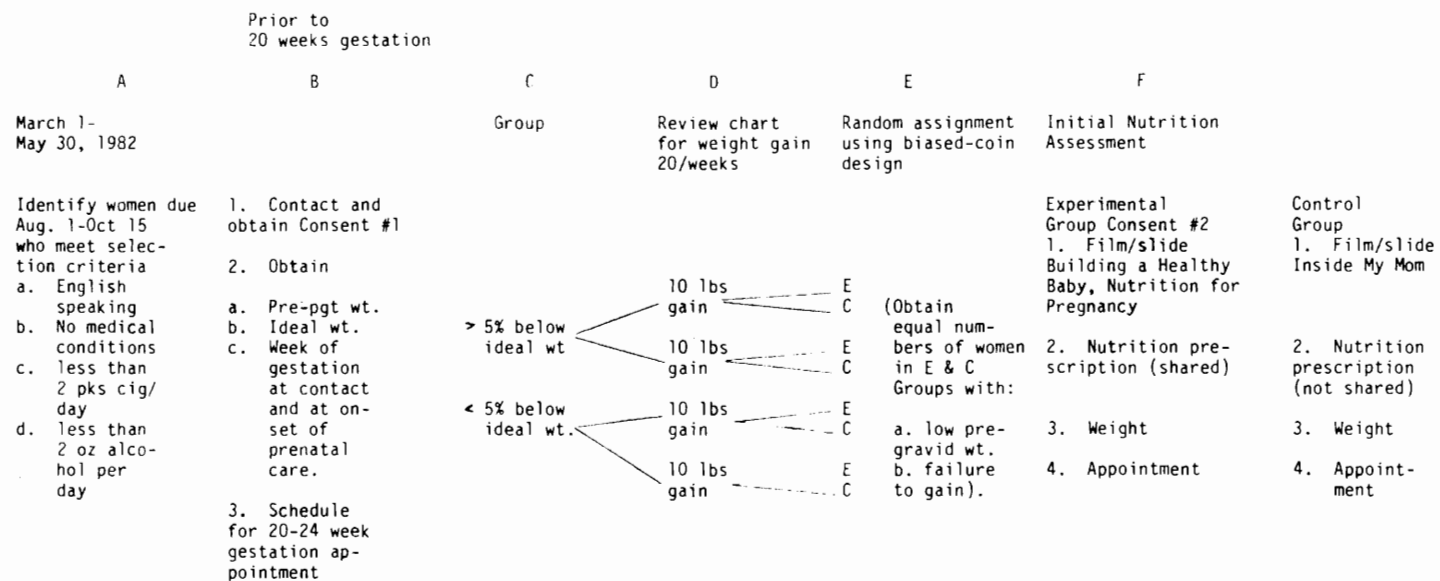 Prior to
20 weeks gestation
A B C D E F
March 1-
May 30, 1982
Group
Review chart
for weight gain
20/weeks
Random assignment
using biased-coin
design
Initial Nutrition
Assessment
Identify women due
Aug. 1-Oct 15
who meet selec-
tion criteria
a. English
speaking
b. No medical
conditions
c. less than
2 pks cig/
day
d. less than
2 oz alco-
hol per
day
1. Contact and
obtain Consent #1
2. Obtain
a. Pre-pgt wt.
b. Ideal wt.
c. Week of
gestation
at contact
and at on-
set of
prenatal
care.
3. Schedule
for 20-24 week
gestation ap-
pointment
> 5% below
ideal wt
< 5% below
ideal wt.
10 lbs
gain
10 lbs
gain
10 lbs
gain
10 lbs
gain
E
C
E
C
E
C
E
C
(Obtain
equal num-
bers of women
in E & C
Groups with:
a. low pre-
gravid wt.
b. failure
to gain).
Experimental
Group Consent #2
1. Film/slide
Building a Healthy
Baby, Nutrition for
Pregnancy
2. Nutrition pre-
scription (shared)
3. Weight
4. Appointment
Control
Group
1. Film/slide
Inside My Mom
2. Nutrition
prescription
(not shared)
3. Weight
4. Appoint-
ment